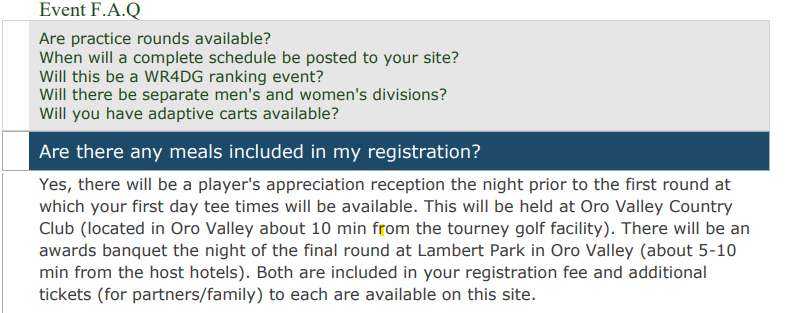 Event F.A.Q
Are practice rounds available?
When will a complete schedule be posted to your site?
Will this be a WR4DG ranking event?
Will there be separate men's and women's divisions?
Will you have adaptive carts available?
Are there any meals included in my registration?
Yes, there will be a player's appreciation reception the night prior to the first round at
which your first day tee times will be available. This will be held at Oro Valley Country
Club (located in Oro Valley about 10 min from the tourney golf facility). There will be an
awards banquet the night of the final round at Lambert Park in Oro Valley (about 5-10
min from the host hotels). Both are included in your registration fee and additional
tickets (for partners/family) to each are available on this site.